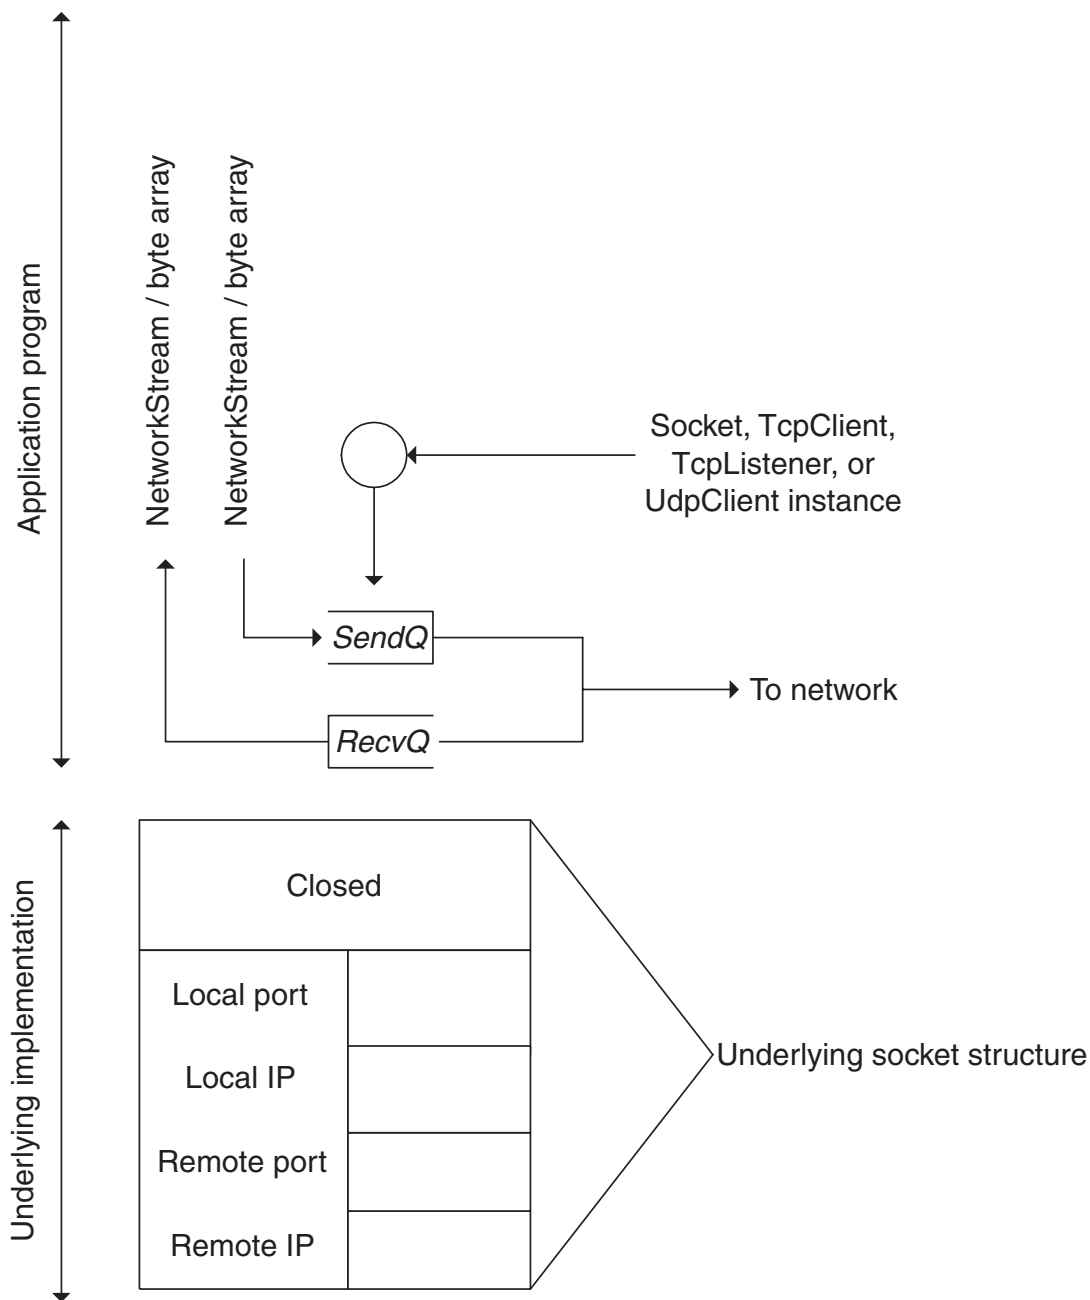 Application program
NetworkStream / byte array
NetworkStream / byte array
Socket, TcpClient,
TcpListener, or
UdpClient instance
SendQ
To network
RecvQ
Underlying implementation
Closed
Local port
Local IP
Remote port
Remote IP
Underlying socket structure